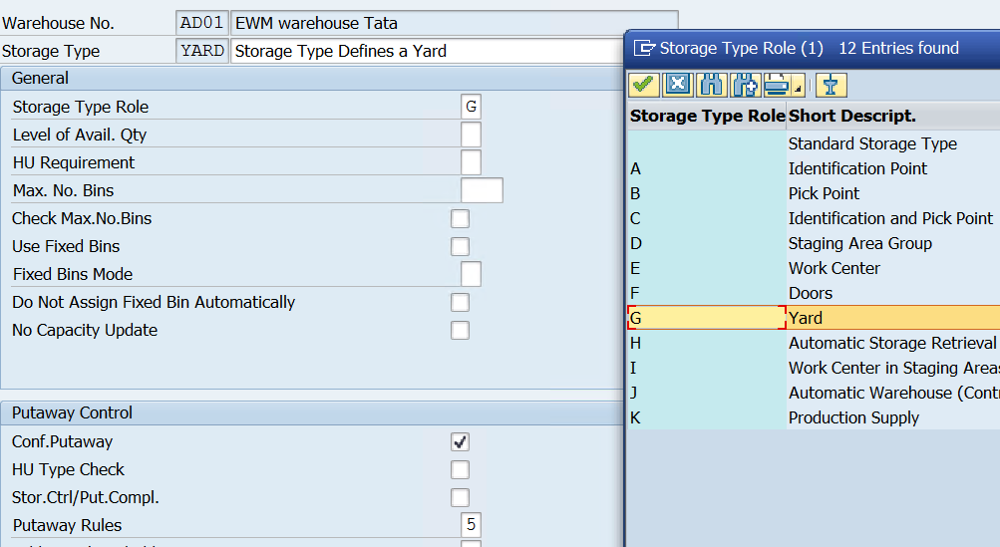 Warehouse No. AD01 EWM warehouse Tata
Storage Type YARD Storage Type Defines a Yard
General
Storage Type Role G
Level of Avail. Qty
HU Requirement
Max. No. Bins
Check Max.No.Bins
Use Fixed Bins
Fixed Bins Mode
Do Not Assign Fixed Bin Automatically
No Capacity Update
Putaway Control
Conf.Putaway
HU Type Check
Stor.Ctrl/Put.Compl.
Putaway Rules 5
Storage Type Role (1) 12 Entries found
Storage Type Role Short Descript.
Standard Storage Type
A Identification Point
B Pick Point
C Identification and Pick Point
D Staging Area Group
E Work Center
F Doors
G Yard
H Automatic Storage Retrieval
I Work Center in Staging Areas
J Automatic Warehouse (Contr
K Production Supply